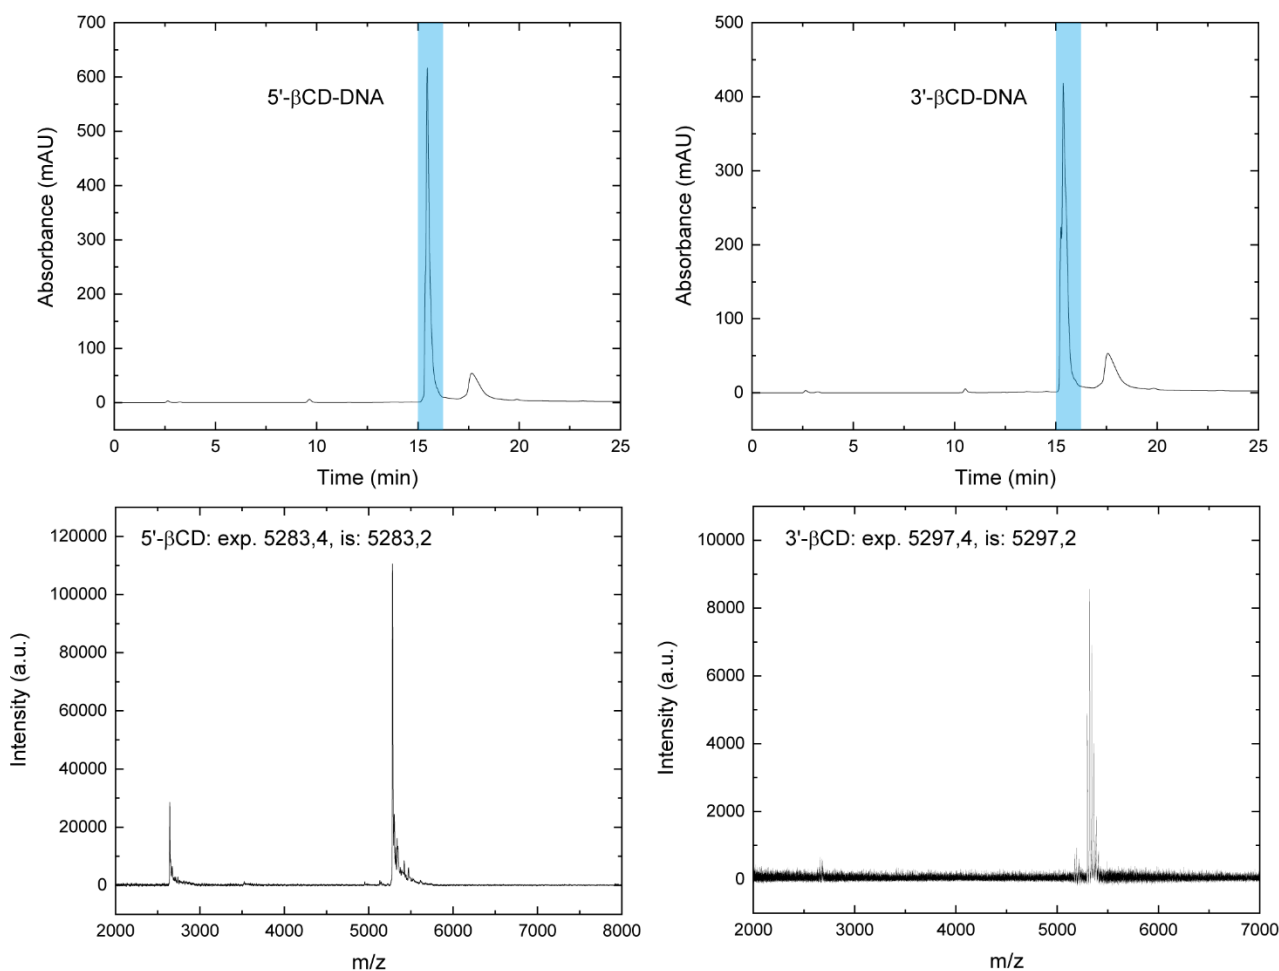 700
600
500
400
300
200
100
0
Absorbance (mAU)
5'-βCD-DNA
0 5 10 15 20 25
Time (min)
500
400
300
200
100
0
Absorbance (mAU)
3'-βCD-DNA
0 5 10 15 20 25
Time (min)
120000
100000
80000
60000
40000
20000
0
Intensity (a.u.)
5'-βCD: exp. 5283,4, is: 5283,2
2000 3000 4000 5000 6000 7000 8000
m/z
10000
8000
6000
4000
2000
0
Intensity (a.u.)
3'-βCD: exp. 5297,4, is: 5297,2
2000 3000 4000 5000 6000 7000
m/z